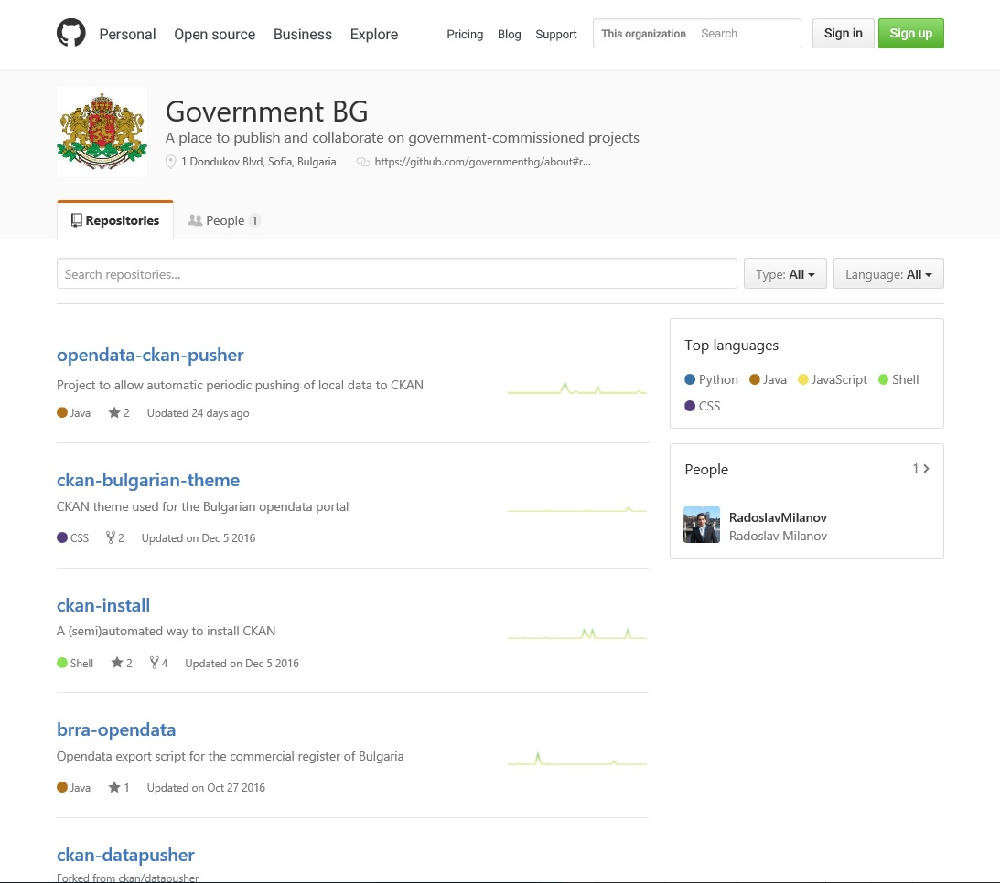 Personal Open source Business Explore Pricing Blog Support This organization Search Sign in Sign up
Government BG
A place to publish and collaborate on government-commissioned projects
1 Dondukov Blvd, Sofia, Bulgaria https://github.com/governmentbg/about#r...
Repositories People 1
Search repositories... Type: All Language: All
opendata-ckan-pusher
Project to allow automatic periodic pushing of local data to CKAN
Java 2 Updated 24 days ago
ckan-bulgarian-theme
CKAN theme used for the Bulgarian opendata portal
CSS 2 Updated on Dec 5 2016
ckan-install
A (semi)automated way to install CKAN
Shell 2 4 Updated on Dec 5 2016
brra-opendata
Opendata export script for the commercial register of Bulgaria
Java 1 Updated on Oct 27 2016
ckan-datapusher
Forked from ckan/datapusher
Top languages
Python Java JavaScript Shell
CSS
People 1
RadoslavMilanov
Radoslav Milanov